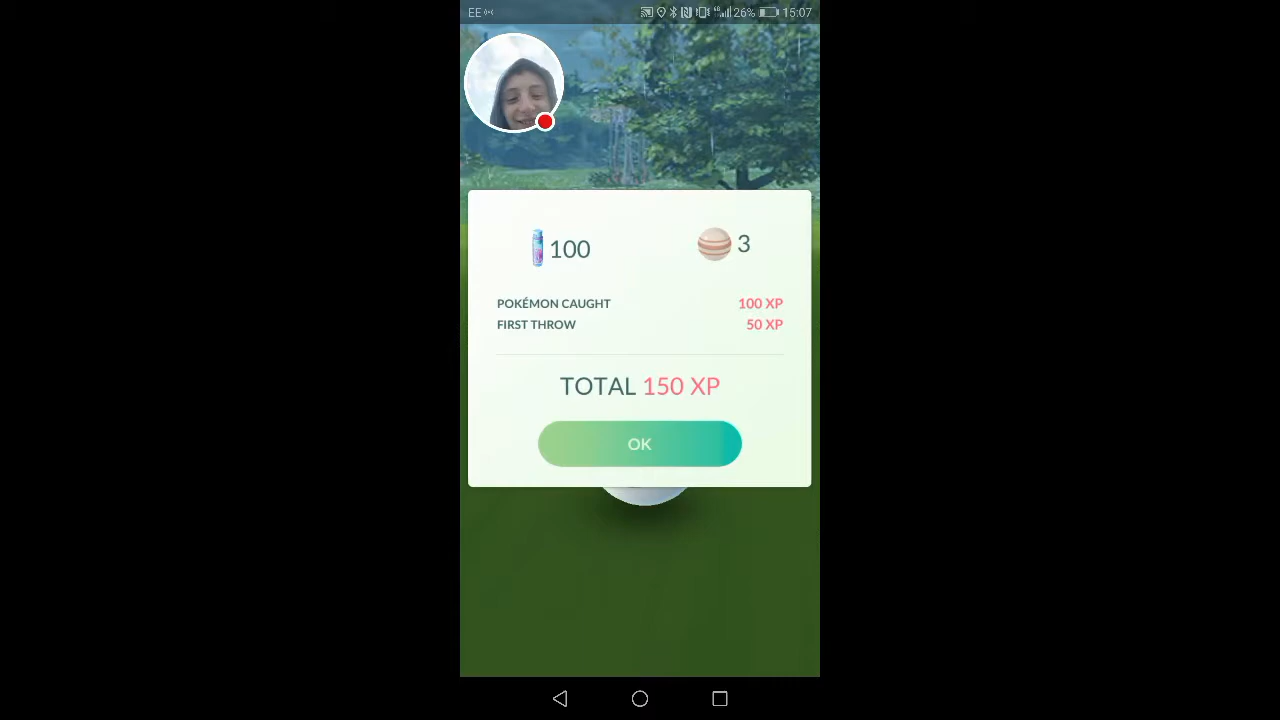 EE 26% 15:07
100 3
POKÉMON CAUGHT 100 XP
FIRST THROW 50 XP
TOTAL 150 XP
OK